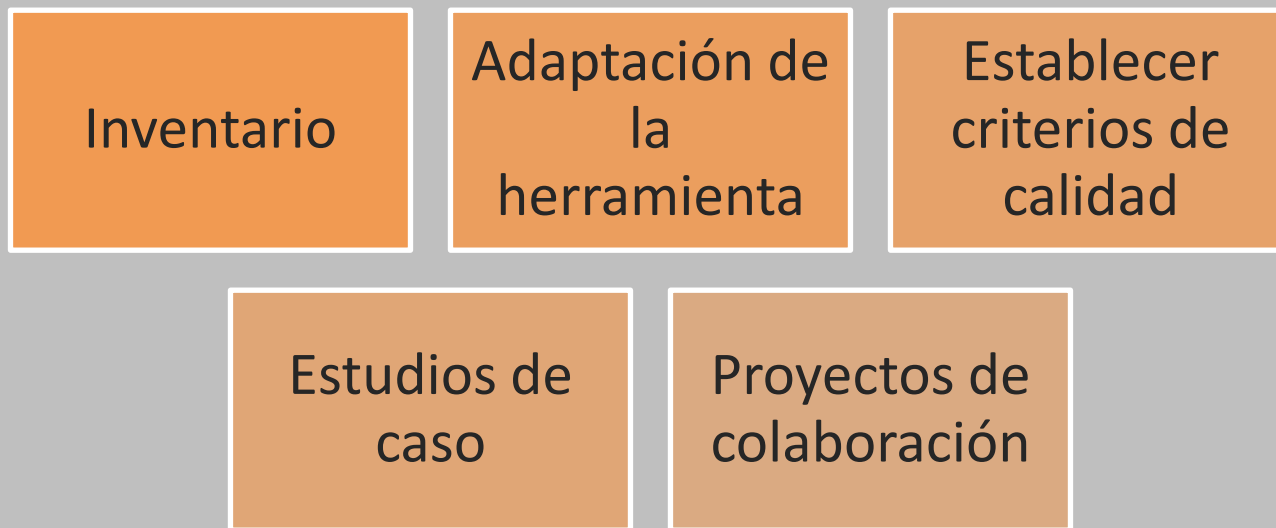 Inventario
Adaptación de
la
herramienta
Establecer
criterios de
calidad
Estudios de
caso
Proyectos de
colaboración